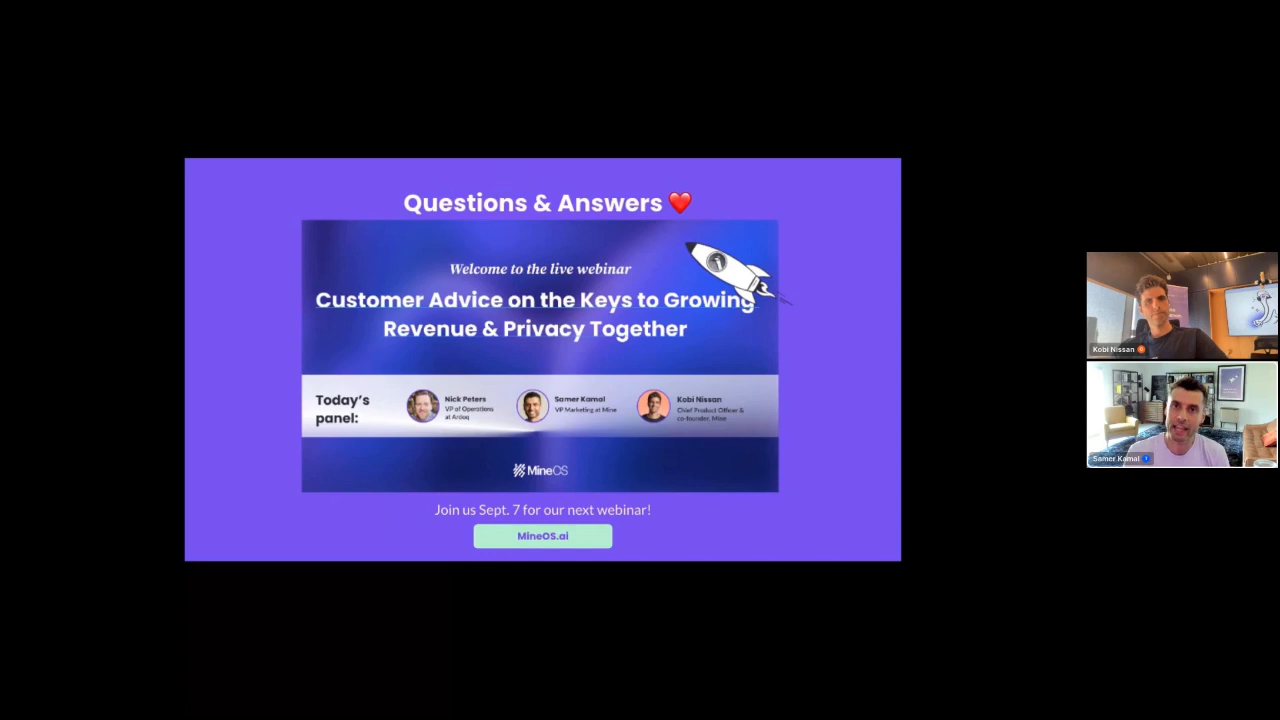 Questions & Answers ❤️
Welcome to the live webinar
Customer Advice on the Keys to Growing
Revenue & Privacy Together
Today's
panel:
Nick Peters
VP of Operations
at Ardoq
Samer Kamal
VP Marketing at Mine
Kobi Nissan
Chief Product Officer &
co-founder, Mine
MineOS
Join us Sept. 7 for our next webinar!
MineOS.ai
Kobi Nissan
Samer Kamal